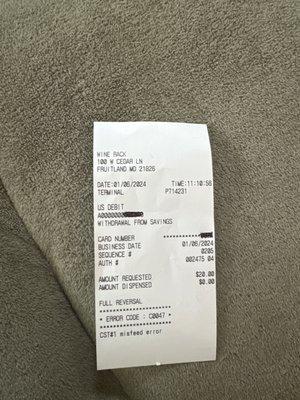 WINE RACK
100 W CEDAR LN
FRUITLAND MD 21826
DATE:01/06/2024 TIME:11:10:56
TERMINAL P714231
US DEBIT
A0000000
WITHDRAWAL FROM SAVINGS
CARD NUMBER ************
BUSINESS DATE 01/06/2024
SEQUENCE # 0205
AUTH # 002475 04
AMOUNT REQUESTED $20.00
AMOUNT DISPENSED $0.00
FULL REVERSAL
**********************
* ERROR CODE : C0047 *
**********************
CST#1 misfeed error